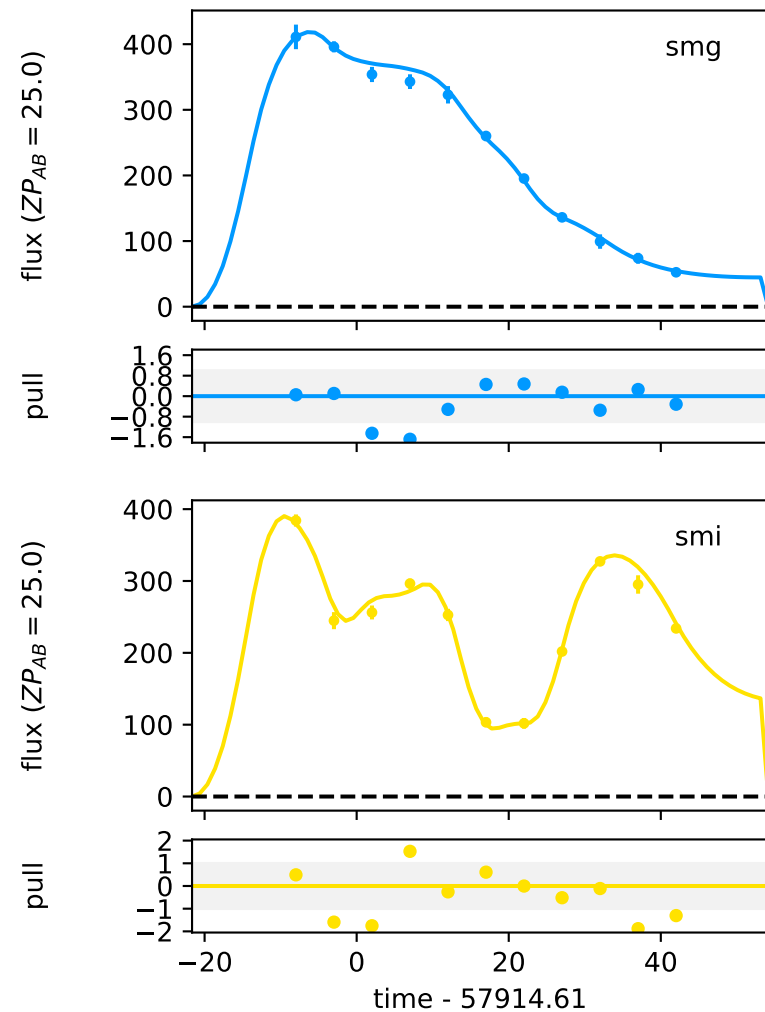 smg
flux (ZP_AB = 25.0)
400
300
200
100
0
pull
1.6
0.8
0.0
−0.8
−1.6
smi
flux (ZP_AB = 25.0)
400
300
200
100
0
pull
2
1
0
−1
−2
−20 0 20 40
time - 57914.61